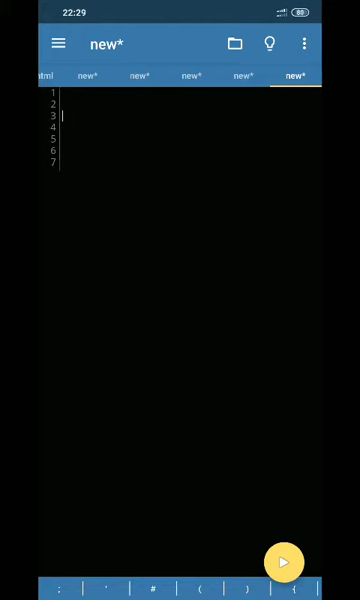 22:29
80
new*
tml
new*
new*
new*
new*
new*
1
2
3
4
5
6
7
; ' # ( ) {